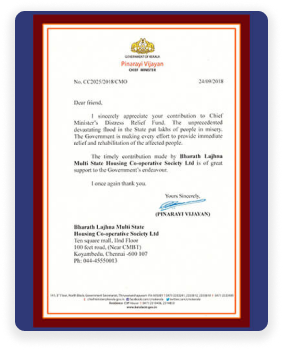 GOVERNMENT OF KERALA
Pinarayi Vijayan
CHIEF MINISTER
No. CC2025/2018/CMO 24/09/2018
Dear friend,
I sincerely appreciate your contribution to Chief
Minister's Distress Relief Fund. The unprecedented
devastating flood in the State put lakhs of people in misery.
The Government is making every effort to provide immediate
relief and rehabilitation of the affected people.
The timely contribution made by Bharath Lajhna
Multi State Housing Co-operative Society Ltd is of great
support to the Government's endeavour.
I once again thank you.
Yours Sincerely,
(PINARAYI VIJAYAN)
Bharath Lajhna Multi State
Housing Co-operative Society Ltd
Ten square mall, IInd Floor
100 feet road, (Near CMBT)
Koyambedu, Chennai -600 107
Ph: 044-45550013